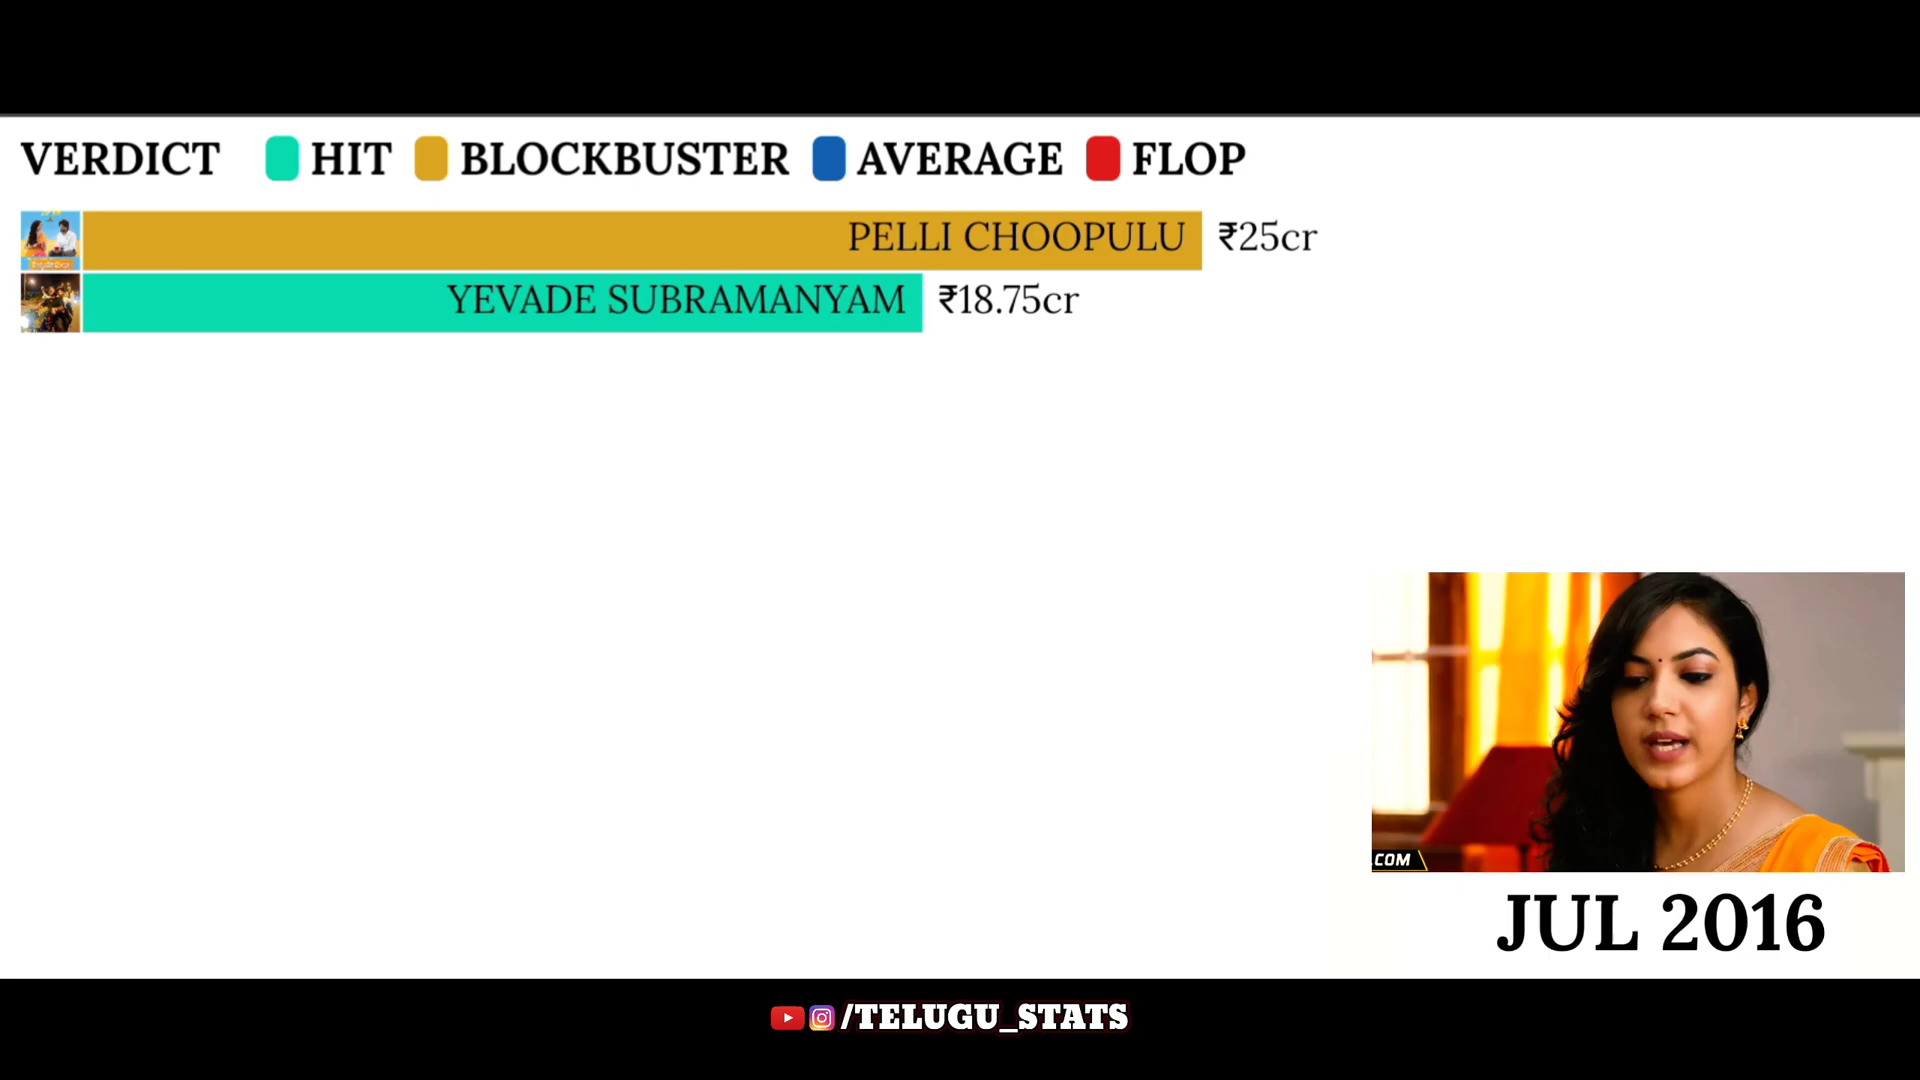 VERDICT HIT BLOCKBUSTER AVERAGE FLOP
PELLI CHOOPULU ₹25cr
YEVADE SUBRAMANYAM ₹18.75cr
.COM
JUL 2016
/TELUGU_STATS